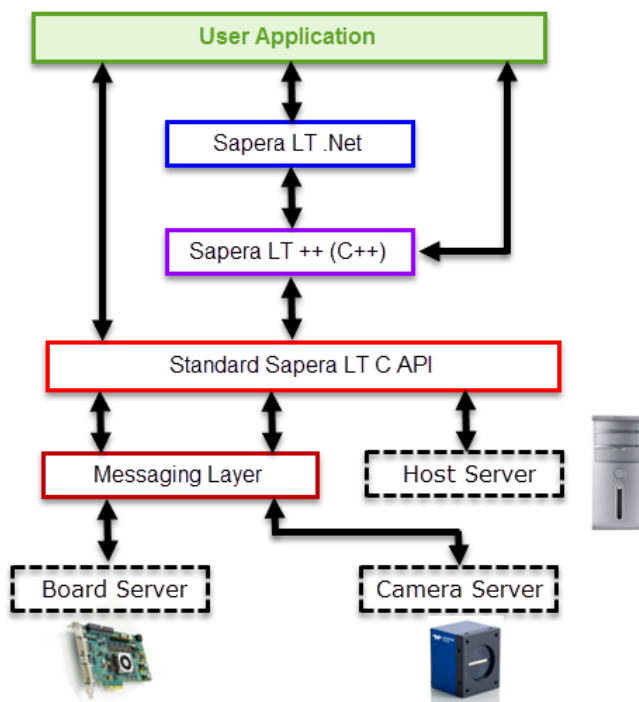 User Application
Sapera LT .Net
Sapera LT ++ (C++)
Standard Sapera LT C API
Messaging Layer
Host Server
Board Server
Camera Server